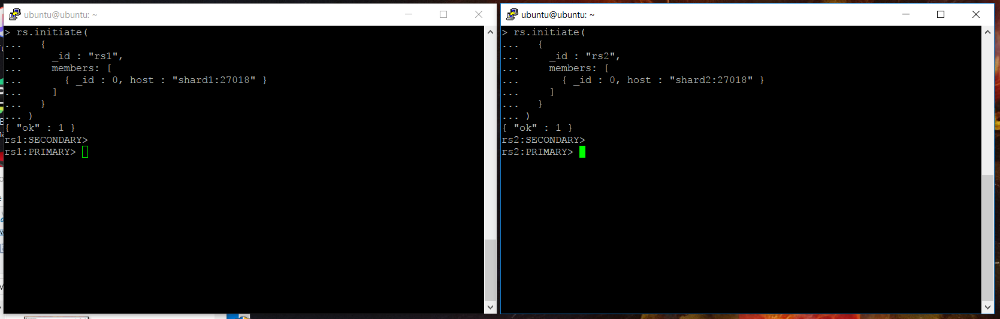 ubuntu@ubuntu: ~
> rs.initiate(
...   {
...     _id : "rs1",
...     members: [
...       { _id : 0, host : "shard1:27018" }
...     ]
...   }
... )
{ "ok" : 1 }
rs1:SECONDARY>
rs1:PRIMARY>
ubuntu@ubuntu: ~
> rs.initiate(
...   {
...     _id : "rs2",
...     members: [
...       { _id : 0, host : "shard2:27018" }
...     ]
...   }
... )
{ "ok" : 1 }
rs2:SECONDARY>
rs2:PRIMARY>